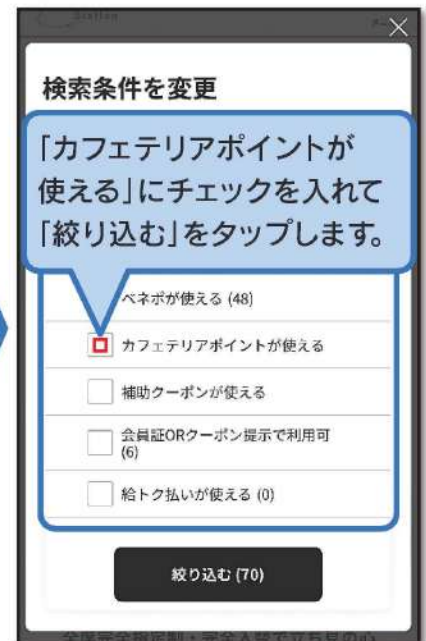 Station
検索条件を変更
「カフェテリアポイントが
使える」にチェックを入れて
「絞り込む」をタップします。
ベネポが使える (48)
カフェテリアポイントが使える
補助クーポンが使える
会員証ORクーポン提示で利用可
(6)
給トク払いが使える (0)
絞り込む (70)